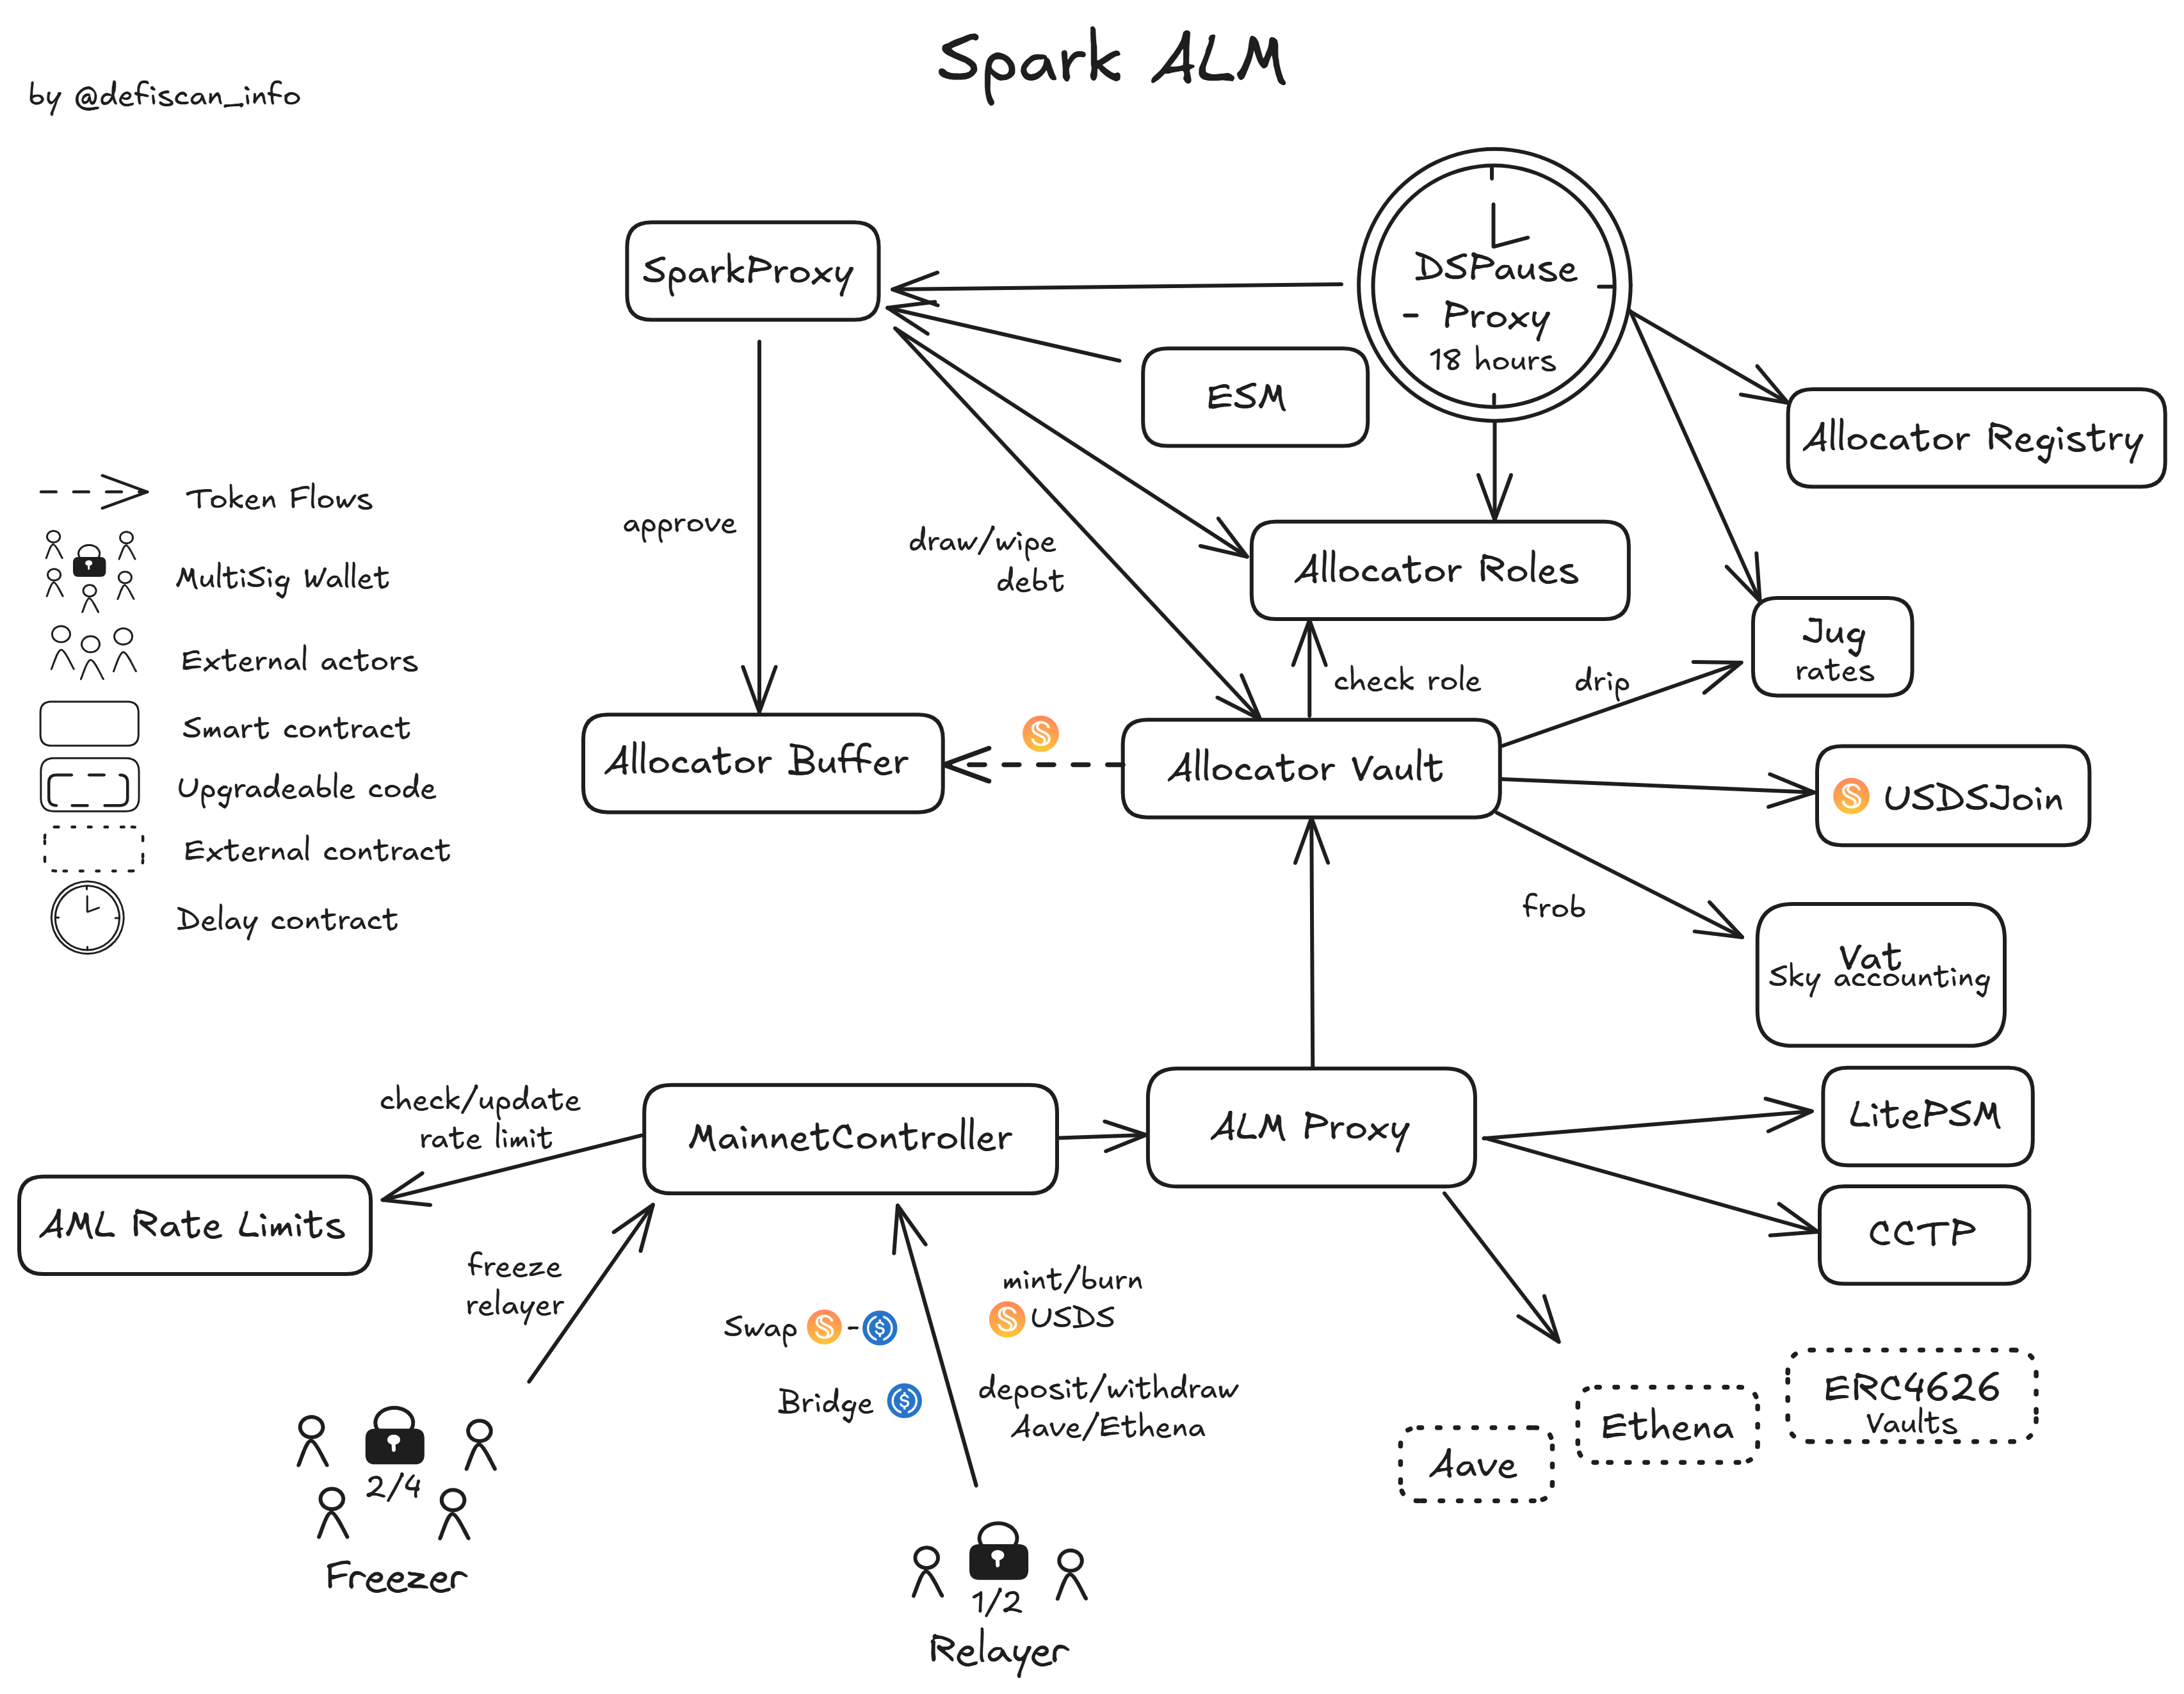 Spark ALM
by @defiscan_info
SparkProxy
DSPause
- Proxy
18 hours
ESM
Allocator Registry
Token Flows
MultiSig Wallet
External actors
Smart contract
Upgradeable code
External contract
Delay contract
approve
draw/wipe
debt
Allocator Roles
Jug
rates
check role
drip
Allocator Buffer
Allocator Vault
USDSJoin
frob
Vat
Sky accounting
check/update
rate limit
MainnetController
ALM Proxy
LitePSM
CCTP
AML Rate Limits
freeze
relayer
Swap -
Bridge
mint/burn
USDS
deposit/withdraw
Aave/Ethena
Aave
Ethena
ERC4626
Vaults
2/4
Freezer
1/2
Relayer